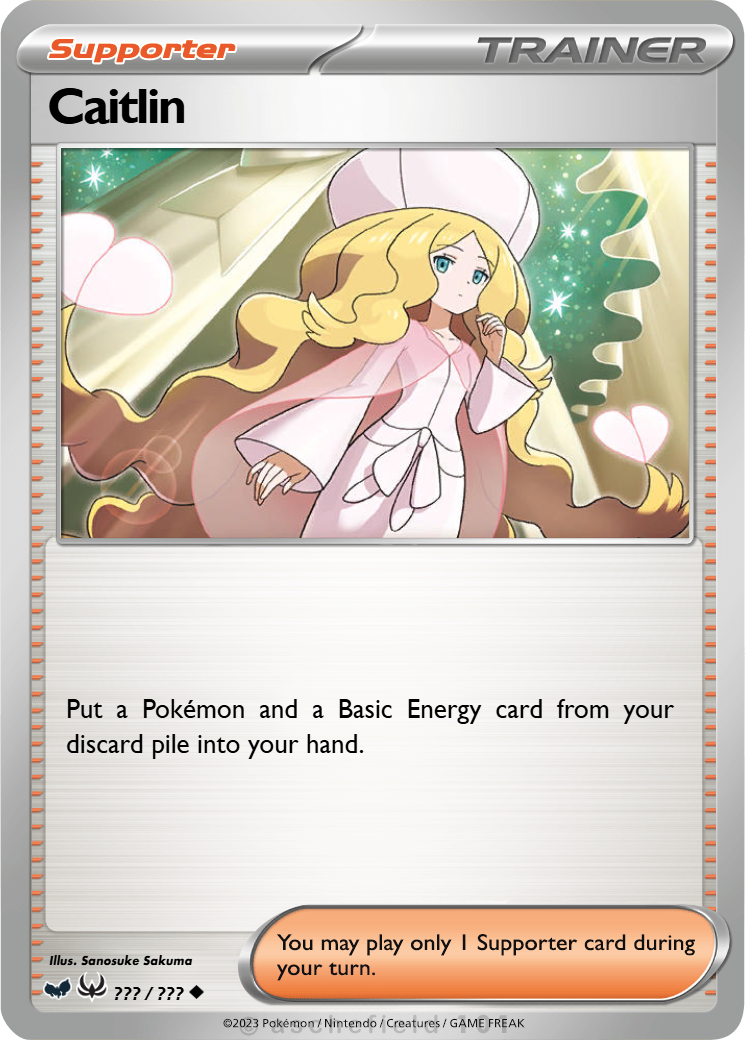 Supporter
TRAINER
Caitlin
Put a Pokémon and a Basic Energy card from your
discard pile into your hand.
You may play only 1 Supporter card during
your turn.
Illus. Sanosuke Sakuma
??? / ??? ◆
©2023 Pokémon / Nintendo / Creatures / GAME FREAK